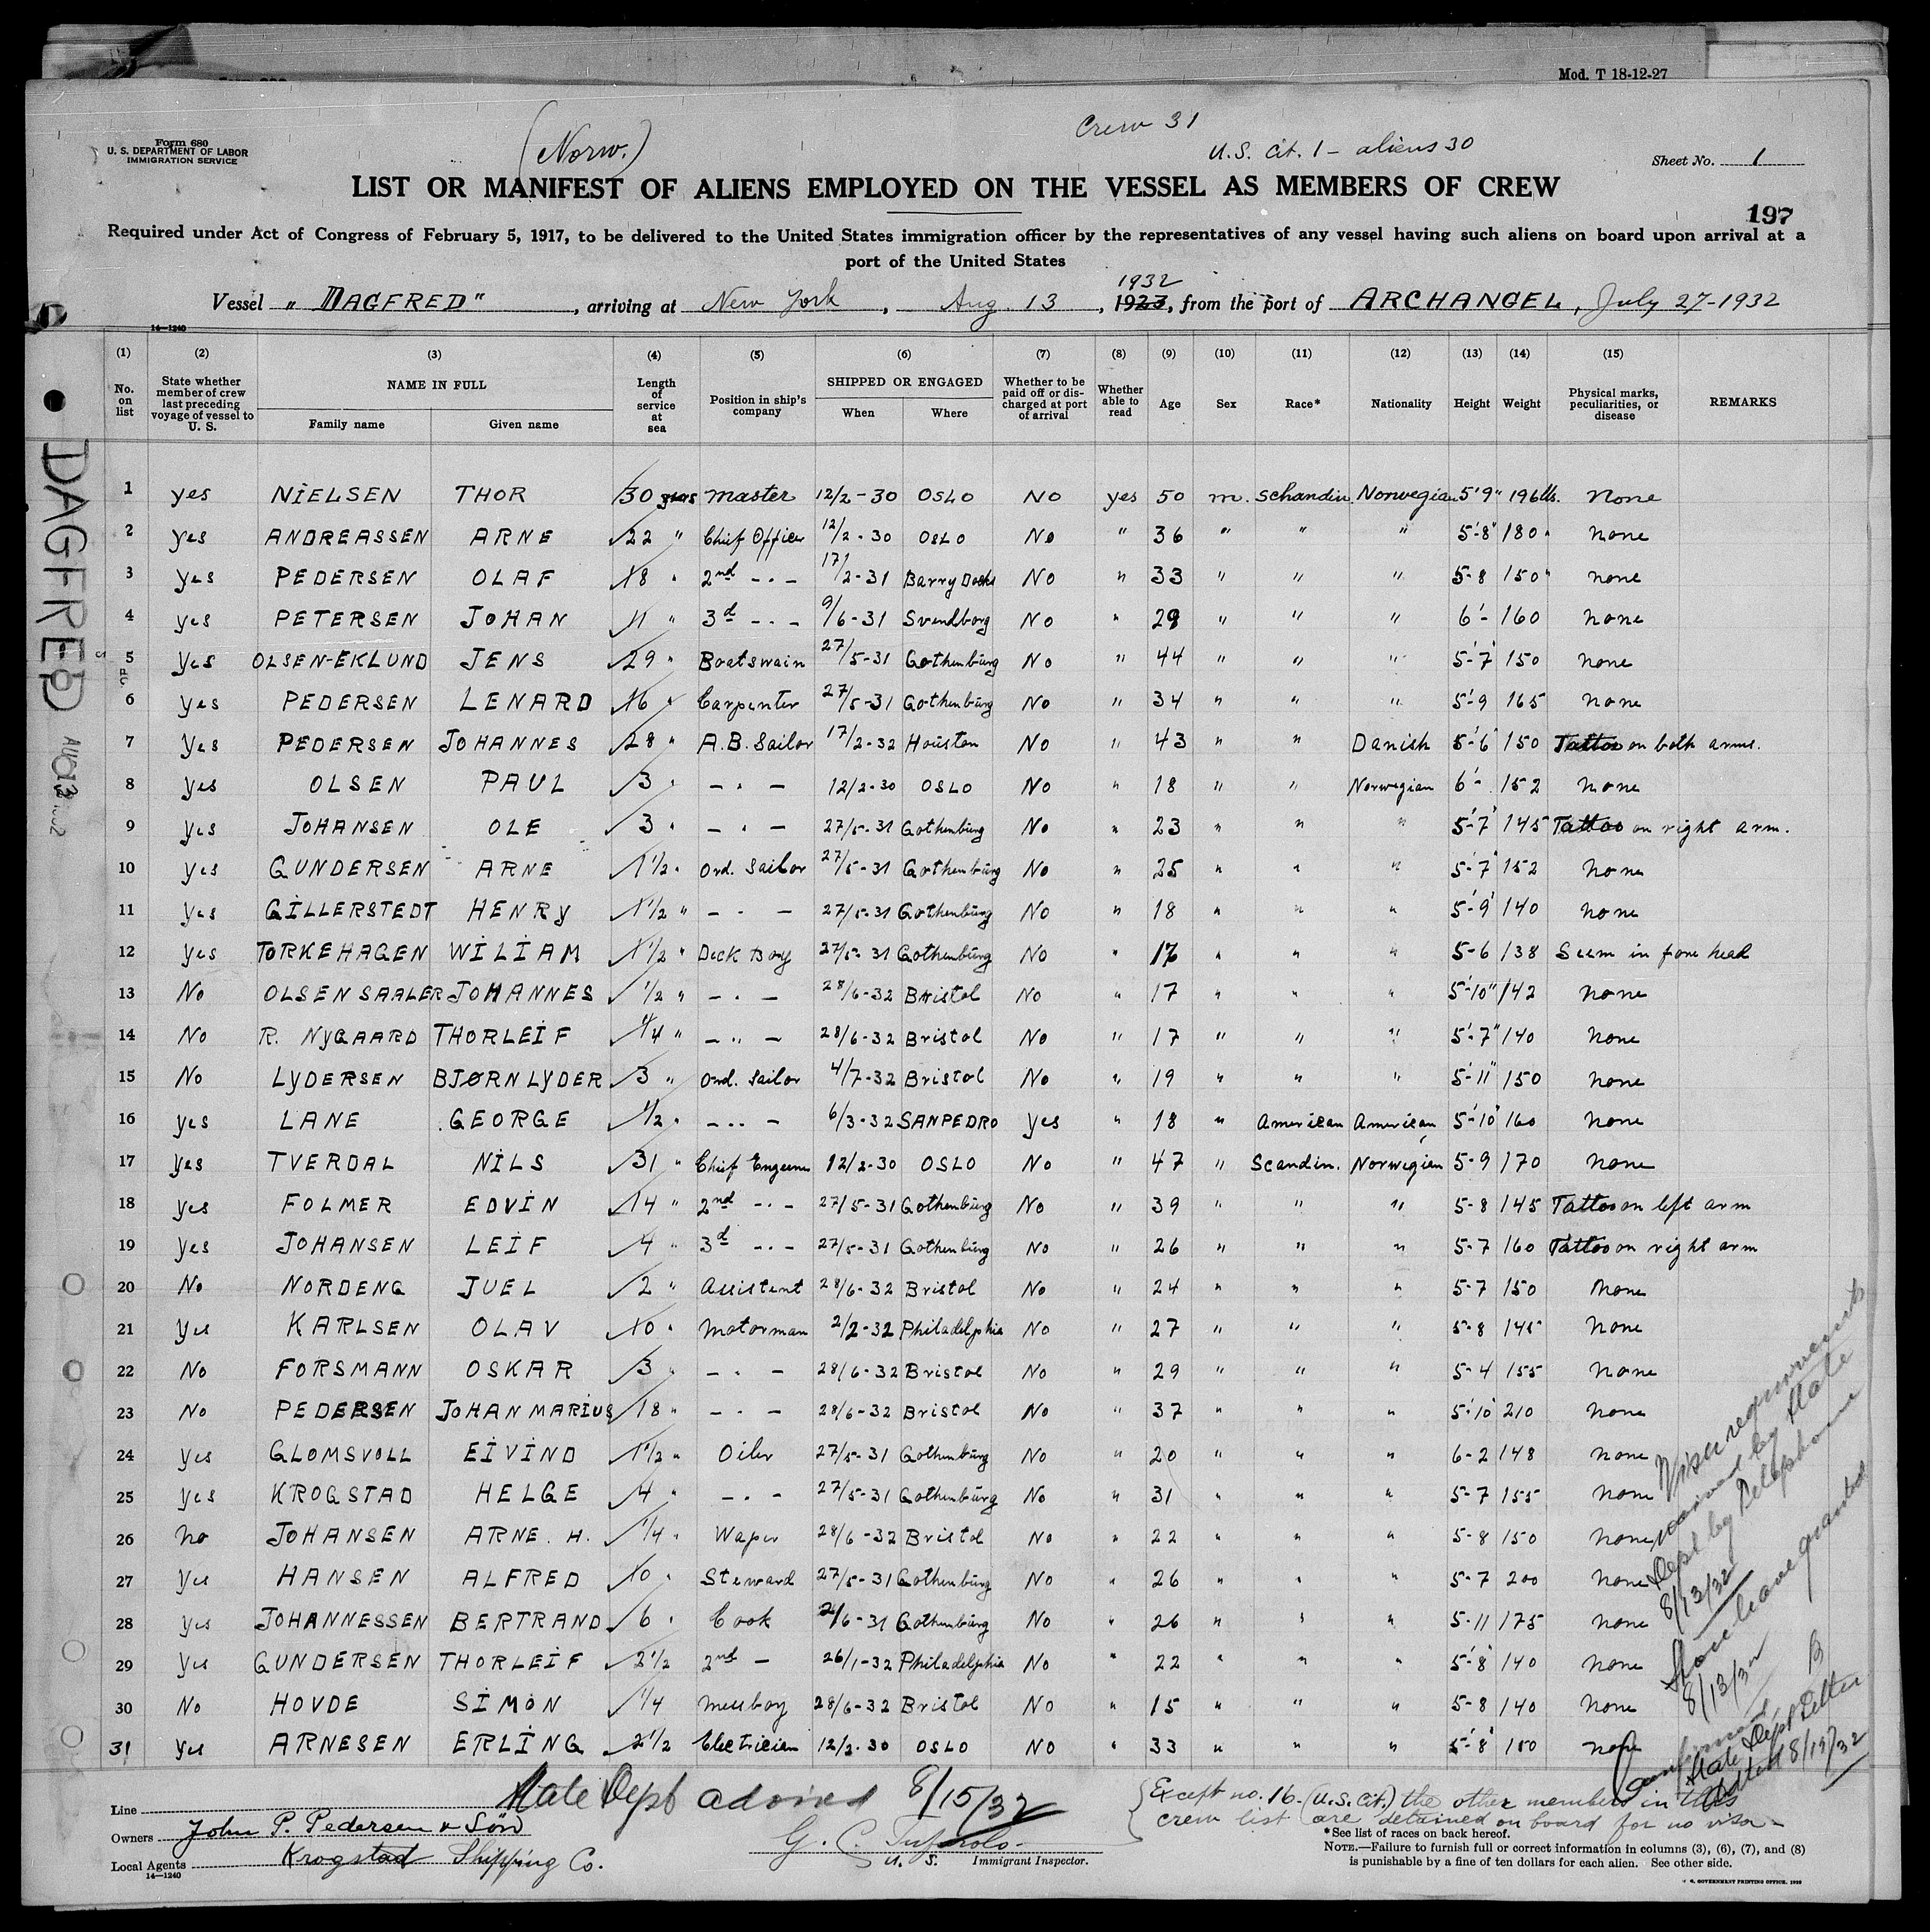 Mod. T 18-12-27
Form 680
U. S. DEPARTMENT OF LABOR
IMMIGRATION SERVICE
(Norw.)
Crew 31
U.S. Cit. 1 - aliens 30
Sheet No. 1
LIST OR MANIFEST OF ALIENS EMPLOYED ON THE VESSEL AS MEMBERS OF CREW
197
Required under Act of Congress of February 5, 1917, to be delivered to the United States immigration officer by the representatives of any vessel having such aliens on board upon arrival at a
port of the United States
Vessel "DAGFRED", arriving at New York, Aug. 13, 1923, 1932 from the port of ARCHANGEL, July 27-1932
14-1240
(1) (2) (3) (4) (5) (6) (7) (8) (9) (10) (11) (12) (13) (14) (15)
No. on list
State whether member of crew last preceding voyage of vessel to U. S.
NAME IN FULL
Family name Given name
Length of service at sea
Position in ship's company
SHIPPED OR ENGAGED
When Where
Whether to be paid off or discharged at port of arrival
Whether able to read
Age Sex Race* Nationality Height Weight
Physical marks, peculiarities, or disease
REMARKS
DAGFRED
1 yes NIELSEN THOR 30 years Master 12/2-30 OSLO NO yes 50 m. Schandin. Norwegian 5'9" 196 lbs. None
2 yes ANDREASSEN ARNE 22 " Chief Officer 12/2-30 OSLO No " 36 " " " 5'-8" 180 " none
3 yes PEDERSEN OLAF 18 " 2nd - " - 17/2-31 Barry Docks NO " 33 " " " 5-8 150 " none
4 yes PETERSEN JOHAN 11 " 3d - " - 9/6-31 Svendborg NO " 29 " " " 6'- 160 none
5 yes OLSEN-EKLUND JENS 29 " Boatswain 27/5-31 Gothenburg No " 44 " " " 5'-7" 150 none
6 yes PEDERSEN LENARD 16 " Carpenter 27/5-31 Gothenburg No " 34 " " " 5'-9 165 none
7 yes PEDERSEN JOHANNES 28 " A.B. Sailor 17/2-32 Houston NO " 43 " " Danish 5'-6" 150 Tattoo on both arms.
8 yes OLSEN PAUL 3 " - " - 12/2-30 OSLO NO " 18 " " Norwegian 6'- 152 none
9 yes JOHANSEN OLE 3 " - " - 27/5-31 Gothenburg No " 23 " " " 5'-7" 145 Tattoo on right arm.
10 yes GUNDERSEN ARNE 1 1/2 " Ord. Sailor 27/5-31 Gothenburg No " 25 " " " 5'-7" 152 None
11 yes GILLERSTEDT HENRY 1 1/2 " - " - 27/5-31 Gothenburg NO " 18 " " " 5'-9" 140 none
12 yes TORKEHAGEN WILIAM 1 1/2 " Deck Boy 27/5-31 Gothenburg NO " 17 " " " 5-6 138 Seem in fore head
13 No OLSEN SAALER JOHANNES 1/2 " - " - 28/6-32 Bristol NO " 17 " " " 5'-10" 142 none
14 No R. NYGAARD THORLEIF 1/4 " - " - 28/6-32 Bristol No " 17 " " " 5'-7" 140 none
15 No LYDERSEN BJØRN LYDER 3 " Ord. Sailor 4/7-32 Bristol No " 19 " " " 5'-11" 150 none
16 yes LANE GEORGE 1/2 " - " - 6/3-32 SANPEDRO yes " 18 " American American 5'-10" 160 None
17 yes TVERDAL NILS 31 " Chief Engeene 12/2-30 OSLO NO " 47 " Scandin. Norwegian 5-9 170 none
18 yes FOLMER EDVIN 14 " 2nd - " - 27/5-31 Gothenburg No " 39 " " " 5-8 145 Tattoo on left arm
19 yes JOHANSEN LEIF 4 " 3d - " - 27/5-31 Gothenburg No " 26 " " " 5-7 160 Tattoo on right arm
20 No NORDENG JUEL 2 " Assistent 28/6-32 Bristol No " 24 " " " 5-7 150 None
21 yes KARLSEN OLAV 10 " Motorman 2/2-32 Philadelphia No " 27 " " " 5-8 145 None
22 No FORSMANN OSKAR 3 " - " - 28/6-32 Bristol No " 29 " " " 5-4 155 None
23 No PEDERSEN JOHAN MARIUS 18 " - " - 28/6-32 Bristol No " 37 " " " 5'-10" 210 none
24 yes GLOMSVOLL EIVIND 1 1/2 " Oiler 27/5-31 Gothenburg No " 20 " " " 6-2 148 none
25 yes KROGSTAD HELGE 4 " - " - 27/5-31 Gothenburg No " 31 " " " 5-7 155 none
26 no JOHANSEN ARNE. H. 1/4 " Waper 28/6-32 Bristol No " 22 " " " 5-8 150 none
27 yes HANSEN ALFRED 10 " Steward 27/5-31 Gothenburg No " 26 " " " 5-7 200 none
28 yes JOHANNESSEN BERTRAND 6 " Cook 2/6-31 Gothenburg No " 26 " " " 5-11 175 none
29 yes GUNDERSEN THORLEIF 2 1/2 2nd - 26/1-32 Philadelphia No " 22 " " " 5'-8" 140 none
30 No HOVDE SIMON 1/4 Messboy 28/6-32 Bristol NO " 15 " " " 5-8 140 none
31 yes ARNESEN ERLING 2 1/2 Electrician 12/2-30 OSLO NO " 33 " " " 5'-8" 180 none
Visa requirements
waived by State
Dept by Telephone
8/13/32
Shore leave granted
8/13/32
B
Confirmed
State Dept Letter
dated 8/15/32
State Dept advised 8/15/32
Line
Owners John P. Pedersen & Sön
Local Agents Krogstad Shipping Co.
14-1240
U. S. Immigrant Inspector.
{Except no. 16. (U.S. Cit.) the other members in this
crew list are detained on board for no visa -
*See list of races on back hereof.
NOTE.—Failure to furnish full or correct information in columns (3), (6), (7), and (8)
is punishable by a fine of ten dollars for each alien. See other side.
GOVERNMENT PRINTING OFFICE